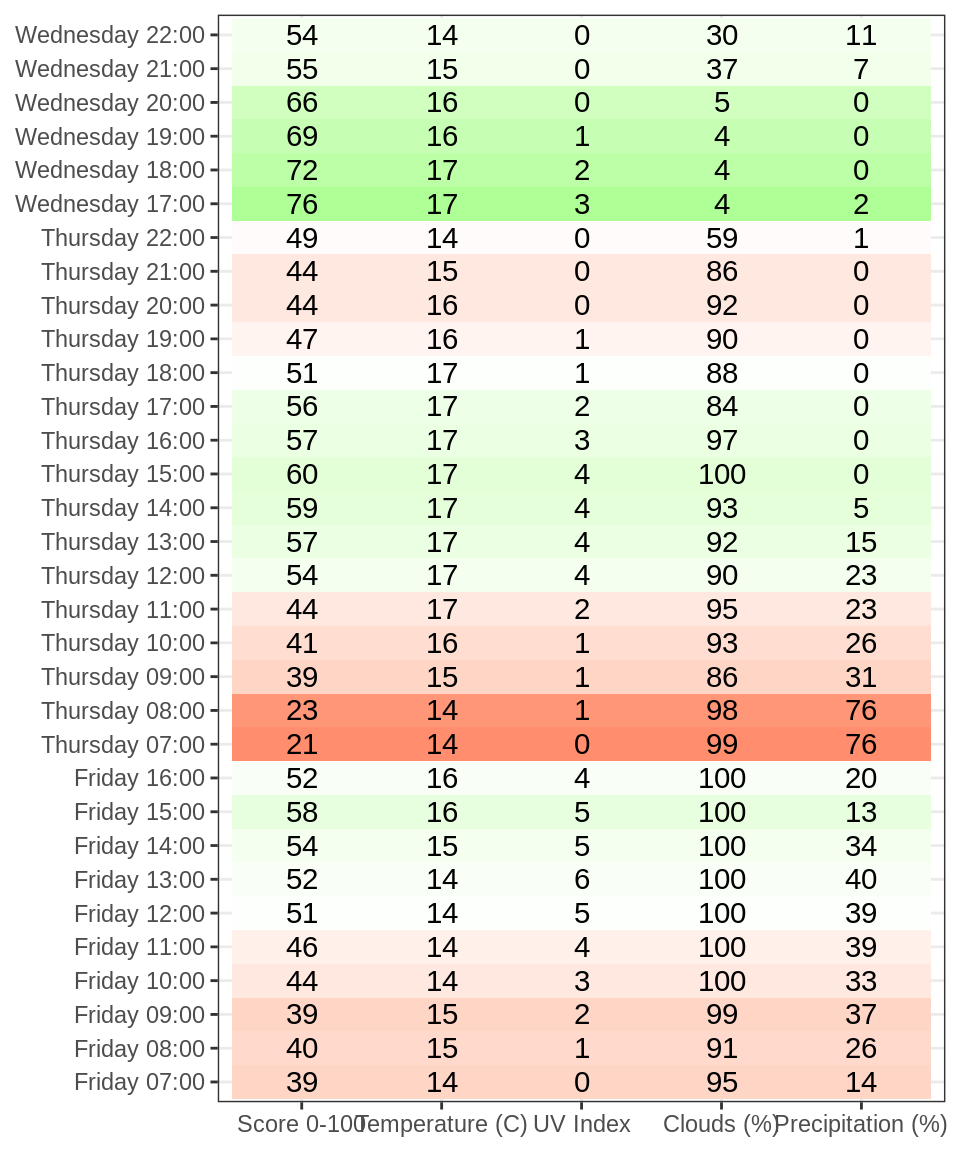 Wednesday 22:00 54 14 0 30 11
Wednesday 21:00 55 15 0 37 7
Wednesday 20:00 66 16 0 5 0
Wednesday 19:00 69 16 1 4 0
Wednesday 18:00 72 17 2 4 0
Wednesday 17:00 76 17 3 4 2
Thursday 22:00 49 14 0 59 1
Thursday 21:00 44 15 0 86 0
Thursday 20:00 44 16 0 92 0
Thursday 19:00 47 16 1 90 0
Thursday 18:00 51 17 1 88 0
Thursday 17:00 56 17 2 84 0
Thursday 16:00 57 17 3 97 0
Thursday 15:00 60 17 4 100 0
Thursday 14:00 59 17 4 93 5
Thursday 13:00 57 17 4 92 15
Thursday 12:00 54 17 4 90 23
Thursday 11:00 44 17 2 95 23
Thursday 10:00 41 16 1 93 26
Thursday 09:00 39 15 1 86 31
Thursday 08:00 23 14 1 98 76
Thursday 07:00 21 14 0 99 76
Friday 16:00 52 16 4 100 20
Friday 15:00 58 16 5 100 13
Friday 14:00 54 15 5 100 34
Friday 13:00 52 14 6 100 40
Friday 12:00 51 14 5 100 39
Friday 11:00 46 14 4 100 39
Friday 10:00 44 14 3 100 33
Friday 09:00 39 15 2 99 37
Friday 08:00 40 15 1 91 26
Friday 07:00 39 14 0 95 14
Score 0-100 Temperature (C) UV Index Clouds (%) Precipitation (%)